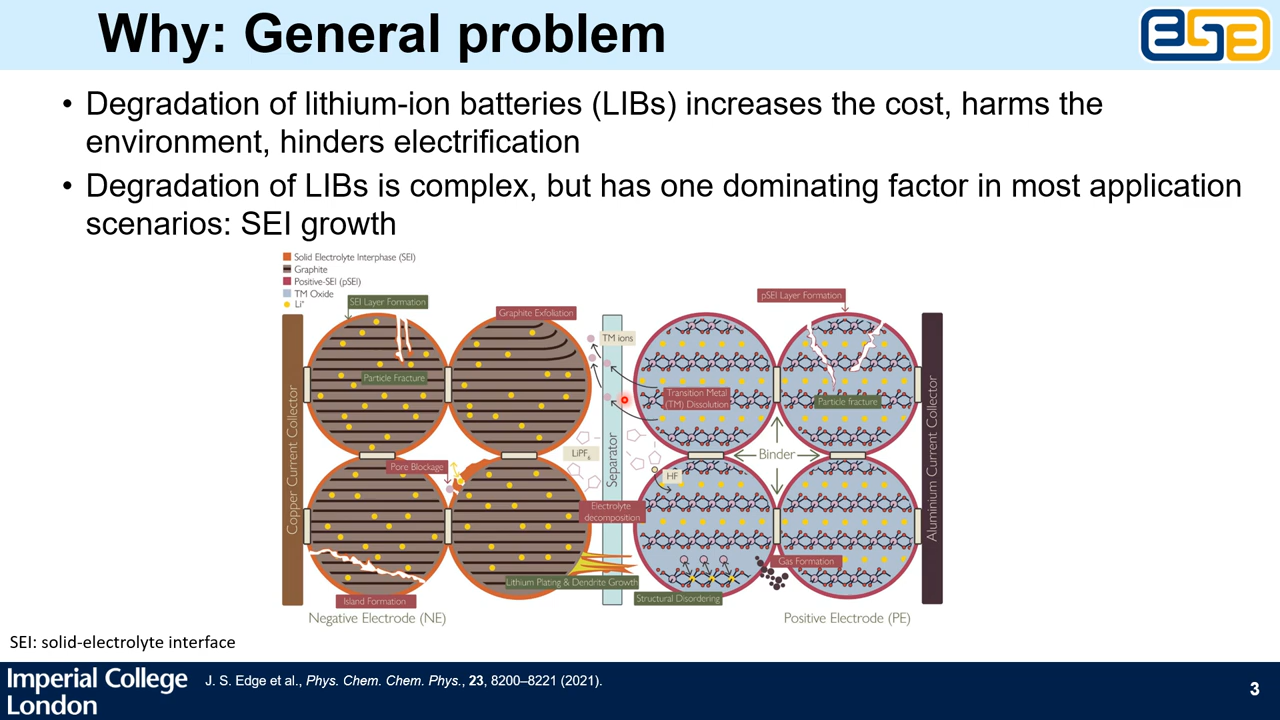 Why: General problem
• Degradation of lithium-ion batteries (LIBs) increases the cost, harms the
environment, hinders electrification
• Degradation of LIBs is complex, but has one dominating factor in most application
scenarios: SEI growth
Solid Electrolyte Interphase (SEI)
Graphite
Positive-SEI (pSEI)
TM Oxide
Li⁺
SEI Layer Formation
Graphite Exfoliation
pSEI Layer Formation
TM ions
Particle Fracture
Transition Metal
(TM) Dissolution
Particle fracture
Copper Current Collector
Separator
Aluminium Current Collector
LiPF₆
Binder
Pore Blockage
HF
Electrolyte
decomposition
Gas Formation
Lithium Plating & Dendrite Growth
Island Formation
Structural Disordering
Negative Electrode (NE)
Positive Electrode (PE)
SEI: solid-electrolyte interface
Imperial College
London
J. S. Edge et al., Phys. Chem. Chem. Phys., 23, 8200–8221 (2021).
3